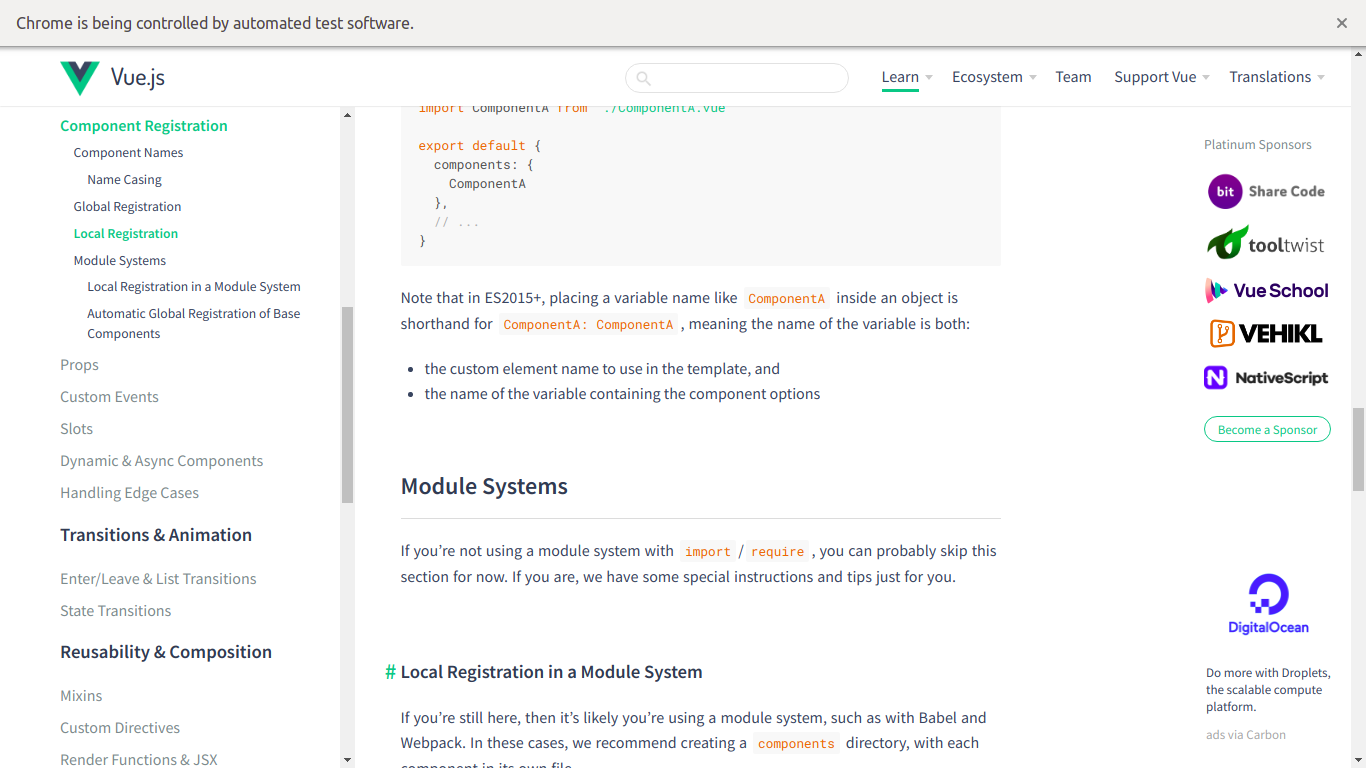 Chrome is being controlled by automated test software.
Vue.js
Learn
Ecosystem
Team
Support Vue
Translations
Component Registration
Component Names
Name Casing
Global Registration
Local Registration
Module Systems
Local Registration in a Module System
Automatic Global Registration of Base
Components
Props
Custom Events
Slots
Dynamic & Async Components
Handling Edge Cases
Transitions & Animation
Enter/Leave & List Transitions
State Transitions
Reusability & Composition
Mixins
Custom Directives
Render Functions & JSX
import ComponentA from './ComponentA.vue'
export default {
components: {
ComponentA
},
// ...
}
Note that in ES2015+, placing a variable name like ComponentA inside an object is
shorthand for ComponentA: ComponentA , meaning the name of the variable is both:
• the custom element name to use in the template, and
• the name of the variable containing the component options
Module Systems
If you’re not using a module system with import / require , you can probably skip this
section for now. If you are, we have some special instructions and tips just for you.
# Local Registration in a Module System
If you’re still here, then it’s likely you’re using a module system, such as with Babel and
Webpack. In these cases, we recommend creating a components directory, with each
component in its own file.
Platinum Sponsors
bit Share Code
tooltwist
Vue School
VEHIKL
NativeScript
Become a Sponsor
DigitalOcean
Do more with Droplets,
the scalable compute
platform.
ads via Carbon